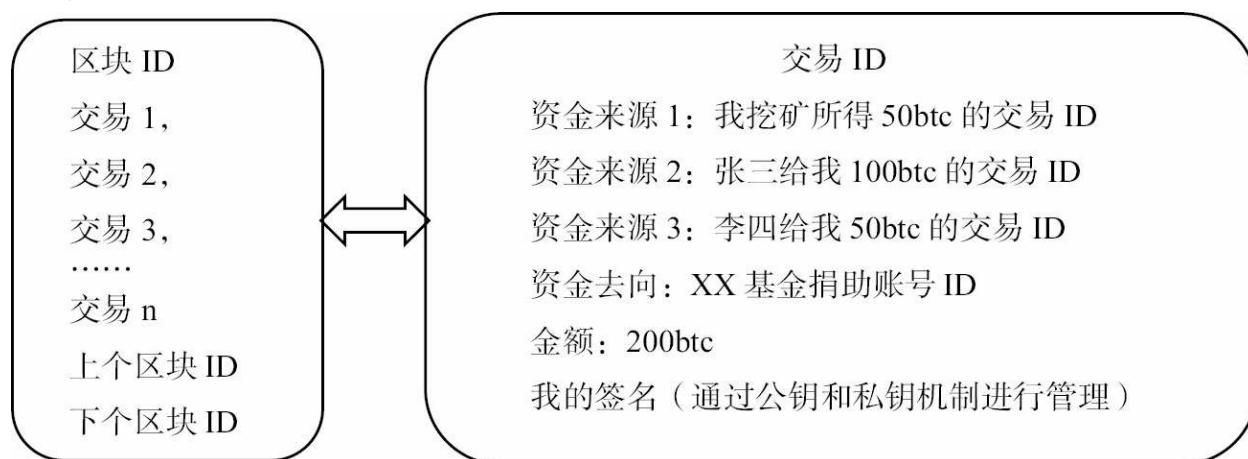 区块 ID
交易 1,
交易 2,
交易 3,
……
交易 n
上个区块 ID
下个区块 ID
交易 ID
资金来源 1：我挖矿所得 50btc 的交易 ID
资金来源 2：张三给我 100btc 的交易 ID
资金来源 3：李四给我 50btc 的交易 ID
资金去向：XX 基金捐助账号 ID
金额：200btc
我的签名（通过公钥和私钥机制进行管理）